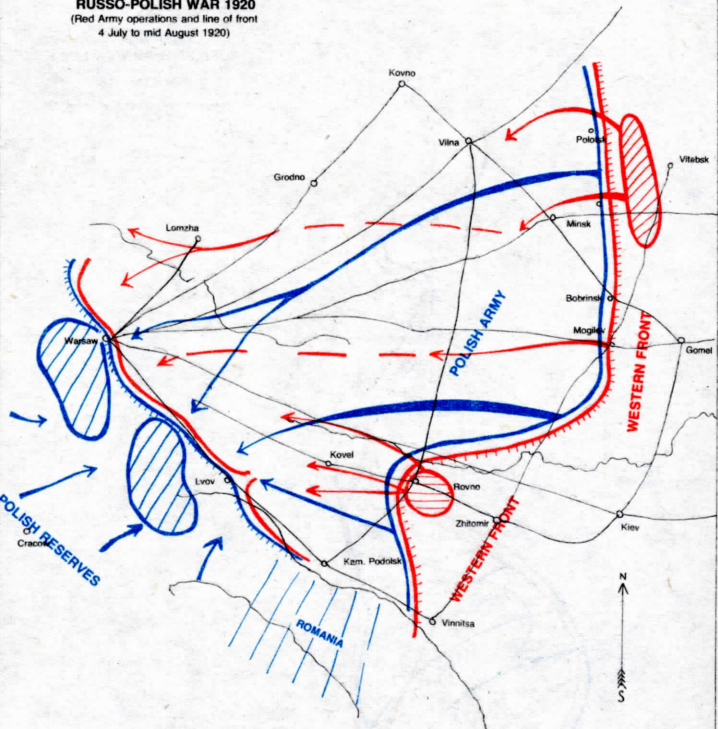 RUSSO-POLISH WAR 1920
(Red Army operations and line of front
4 July to mid August 1920)
Kovno
Vilna
Polotsk
Vitebsk
Grodno
Lomzha
Minsk
Bobrinsk
Warsaw
Mogilev
Gomel
POLISH ARMY
WESTERN FRONT
Kovel
Lvov
Rovno
Zhitomir
Kiev
WESTERN FRONT
POLISH RESERVES
Kam. Podolsk
Vinnitsa
ROMANIA
N
S